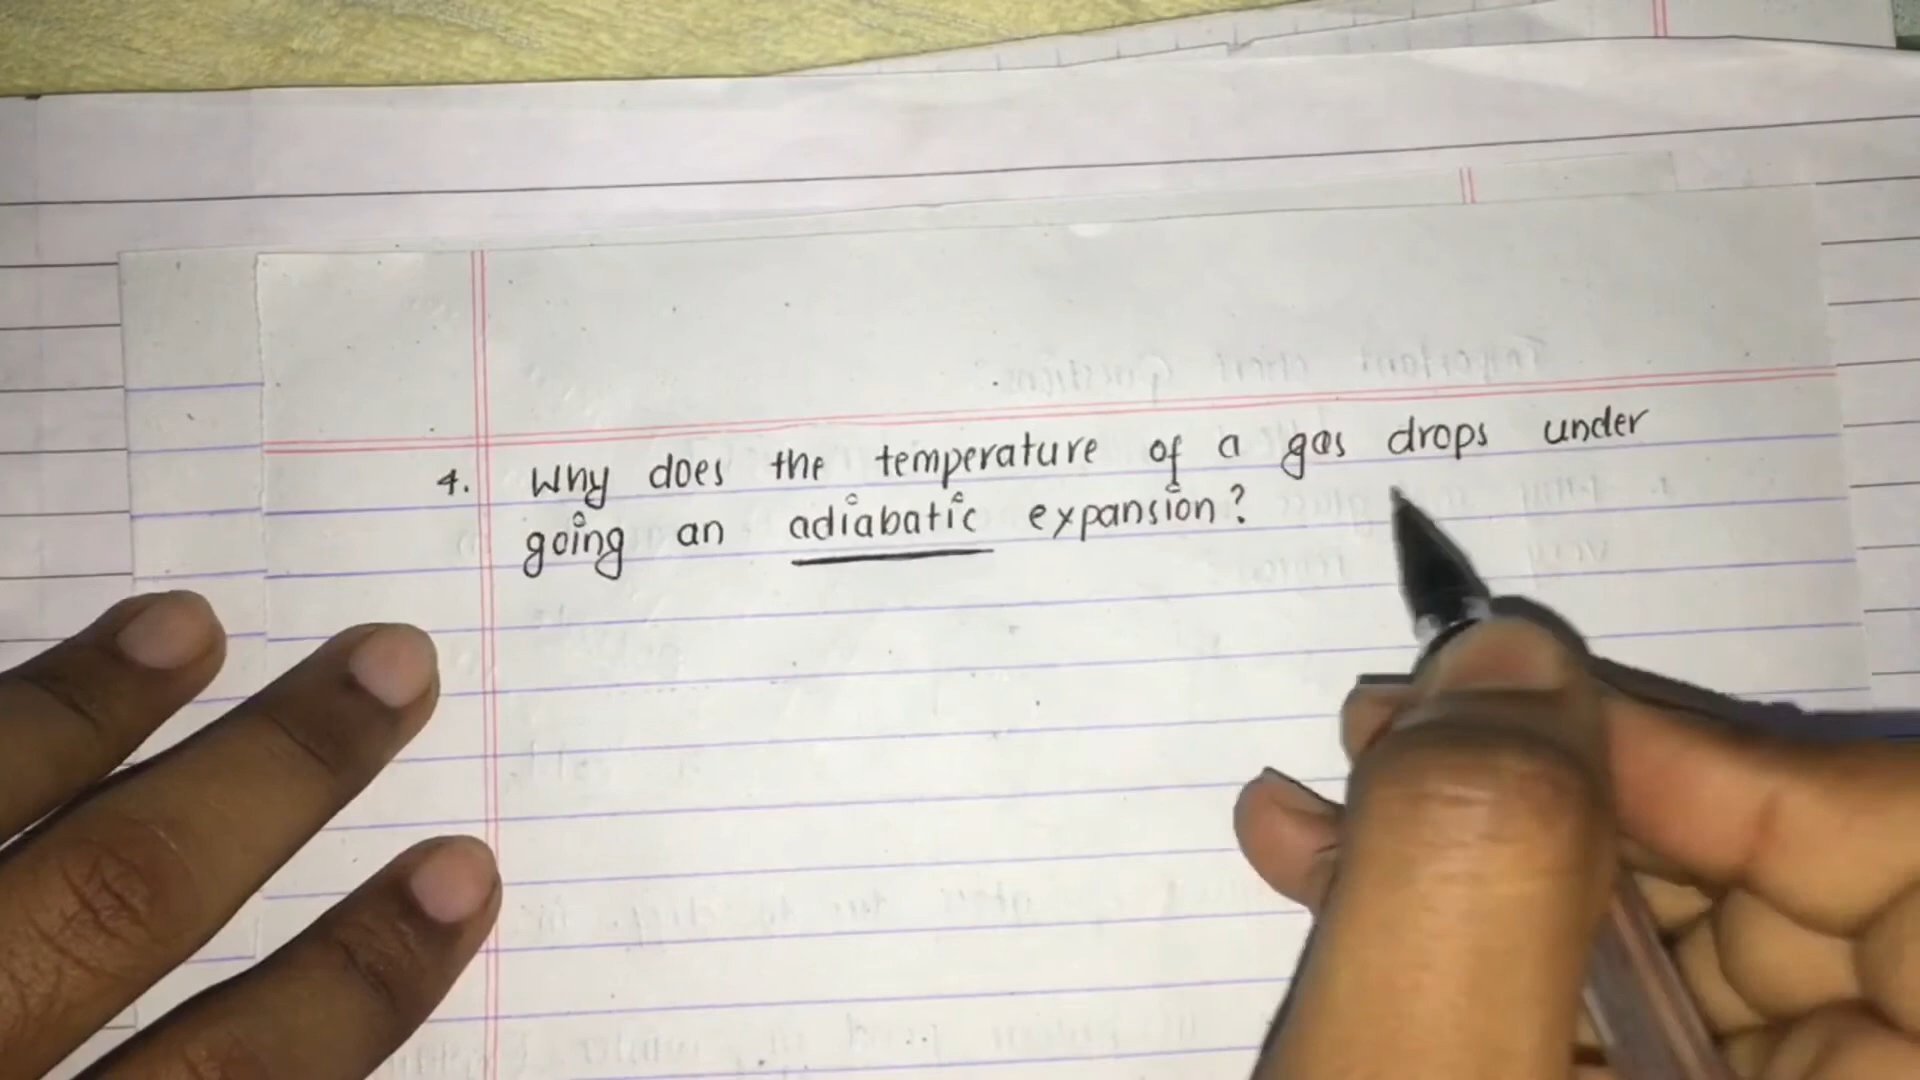 4. Why does the temperature of a gas drops under
going an adiabatic expansion?